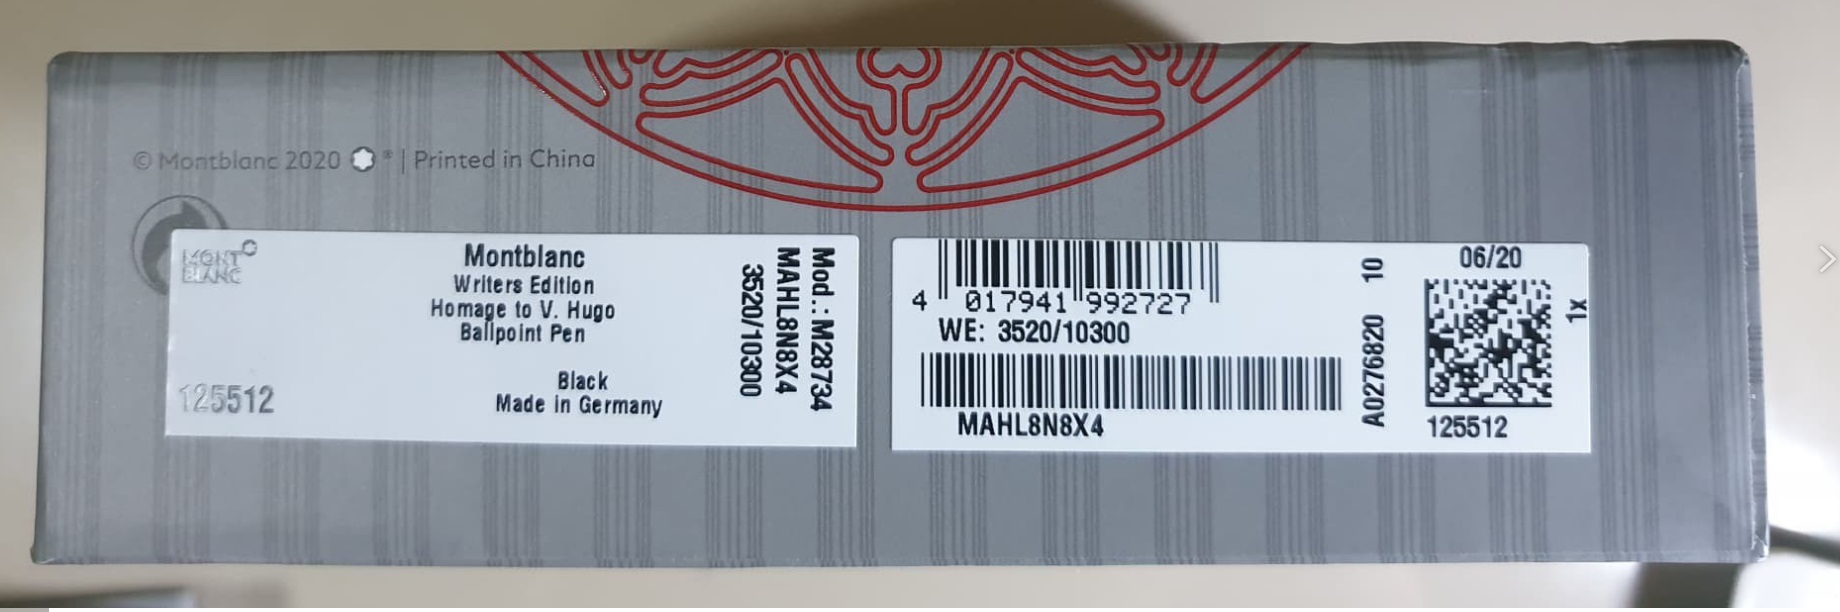 © Montblanc 2020 ® | Printed in China
MONT
BLANC
Montblanc
Writers Edition
Homage to V. Hugo
Ballpoint Pen
125512
Black
Made in Germany
Mod.: M28734
MAHL8N8X4
3520/10300
4 017941 992727
WE: 3520/10300
MAHL8N8X4
A0276820 10
06/20
1x
125512